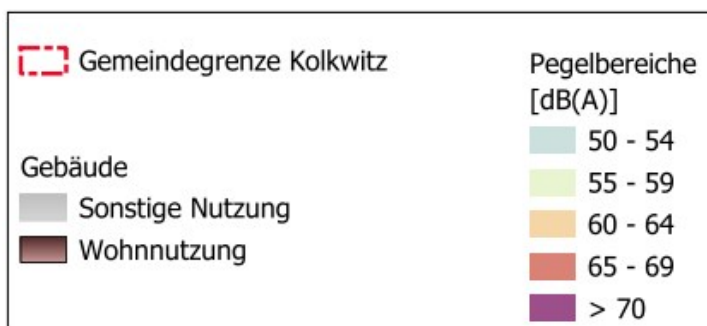 Gemeindegrenze Kolkwitz
Gebäude
Sonstige Nutzung
Wohnnutzung
Pegelbereiche
[dB(A)]
50 - 54
55 - 59
60 - 64
65 - 69
> 70